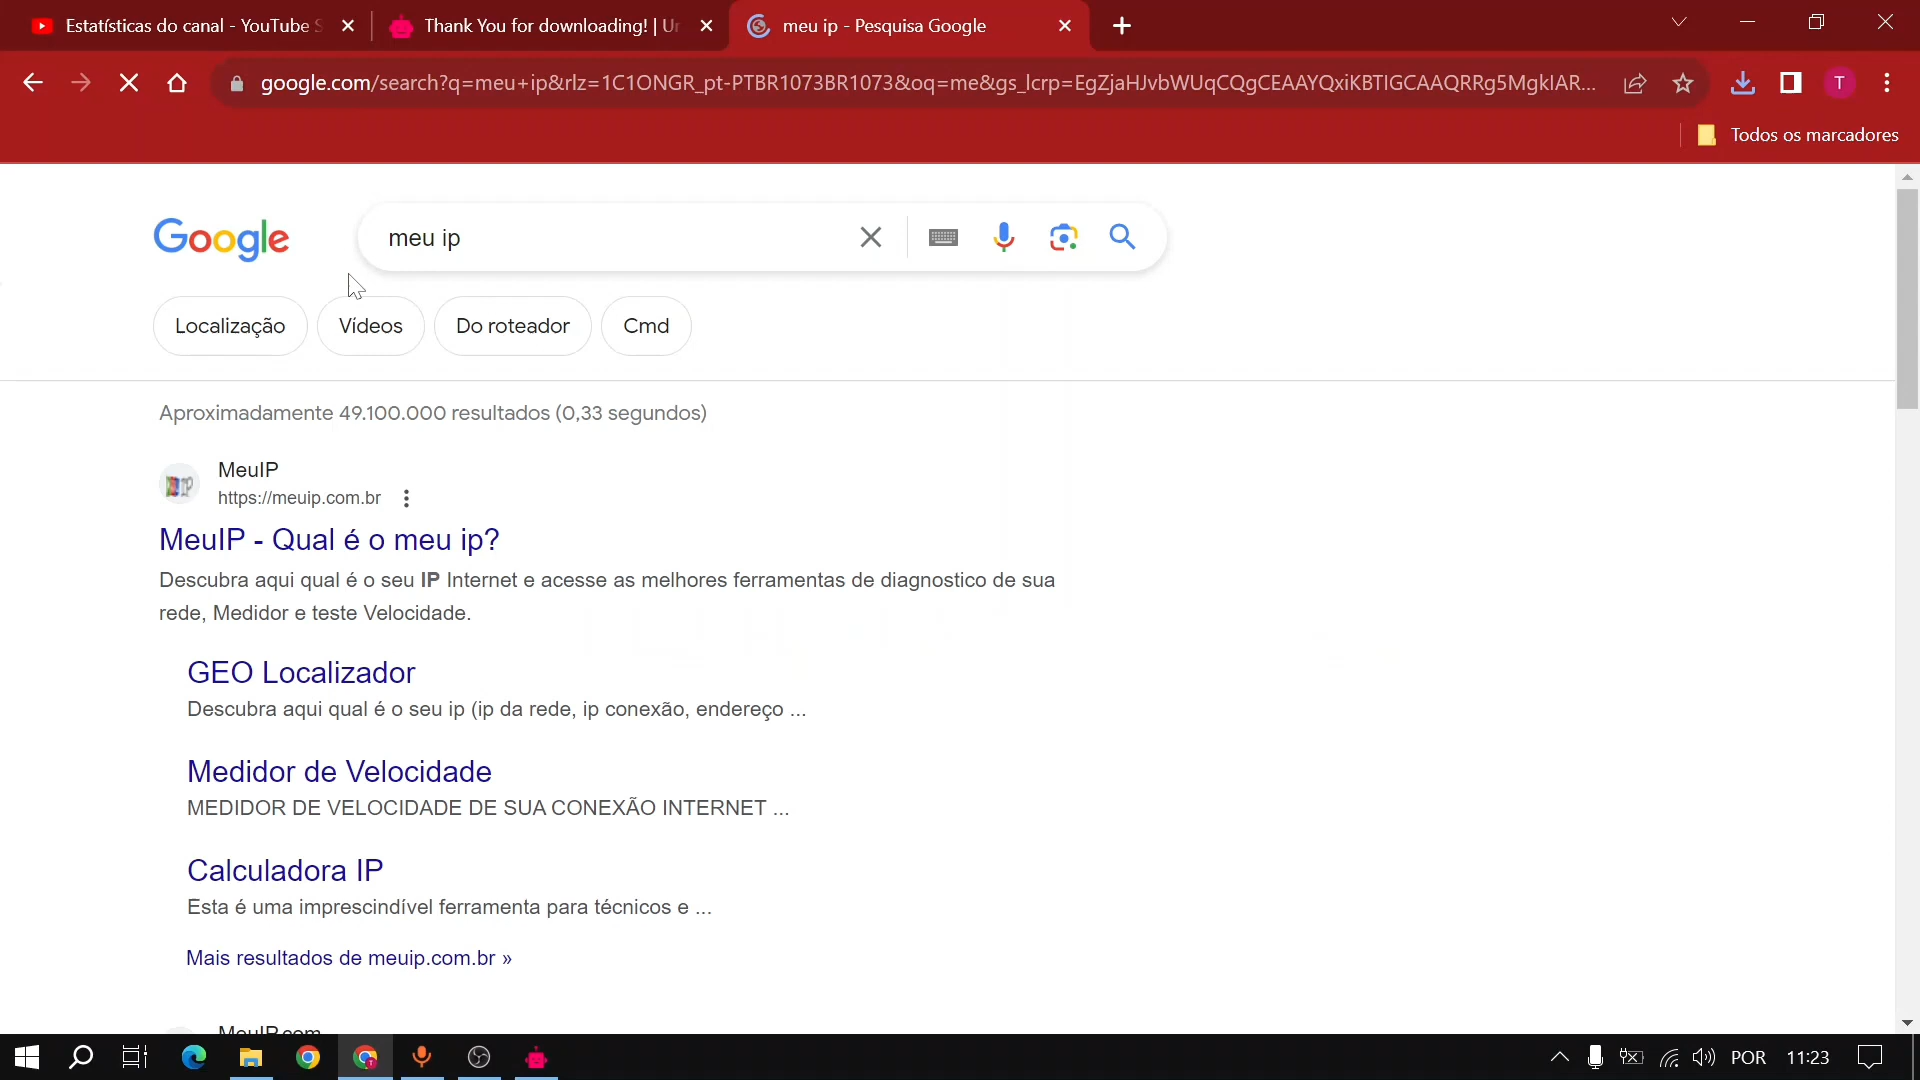 Estatísticas do canal - YouTube S
Thank You for downloading! | Un
meu ip - Pesquisa Google
google.com/search?q=meu+ip&rlz=1C1ONGR_pt-PTBR1073BR1073&oq=me&gs_lcrp=EgZjaHJvbWUqCQgCEAAYQxiKBTIGCAAQRRg5MgkIAR...
T
Todos os marcadores
Google
meu ip
Localização
Vídeos
Do roteador
Cmd
Aproximadamente 49.100.000 resultados (0,33 segundos)
MeuIP
https://meuip.com.br
MeuIP - Qual é o meu ip?
Descubra aqui qual é o seu IP Internet e acesse as melhores ferramentas de diagnostico de sua
rede, Medidor e teste Velocidade.
GEO Localizador
Descubra aqui qual é o seu ip (ip da rede, ip conexão, endereço ...
Medidor de Velocidade
MEDIDOR DE VELOCIDADE DE SUA CONEXÃO INTERNET ...
Calculadora IP
Esta é uma imprescindível ferramenta para técnicos e ...
Mais resultados de meuip.com.br »
MeuIP.com
POR
11:23